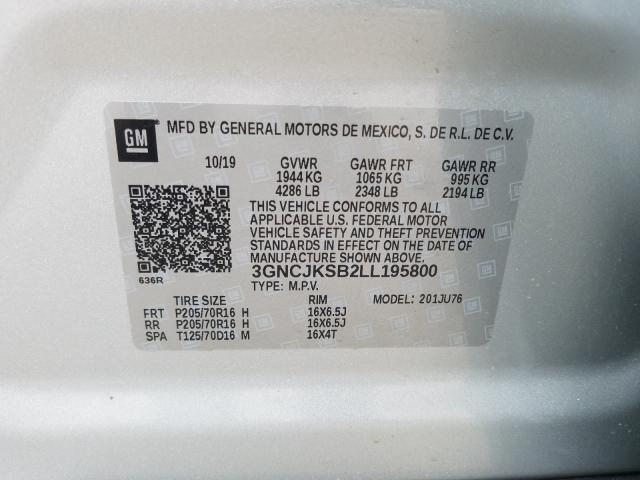 GM
MFD BY GENERAL MOTORS DE MEXICO, S. DE R.L. DE C.V.
10/19 GVWR GAWR FRT GAWR RR
1944 KG 1065 KG 995 KG
4286 LB 2348 LB 2194 LB
THIS VEHICLE CONFORMS TO ALL
APPLICABLE U.S. FEDERAL MOTOR
VEHICLE SAFETY AND THEFT PREVENTION
STANDARDS IN EFFECT ON THE DATE OF
MANUFACTURE SHOWN ABOVE.
636R
3GNCJKSB2LL195800
TYPE: M.P.V.
TIRE SIZE RIM MODEL: 201JU76
FRT P205/70R16 H 16X6.5J
RR P205/70R16 H 16X6.5J
SPA T125/70D16 M 16X4T